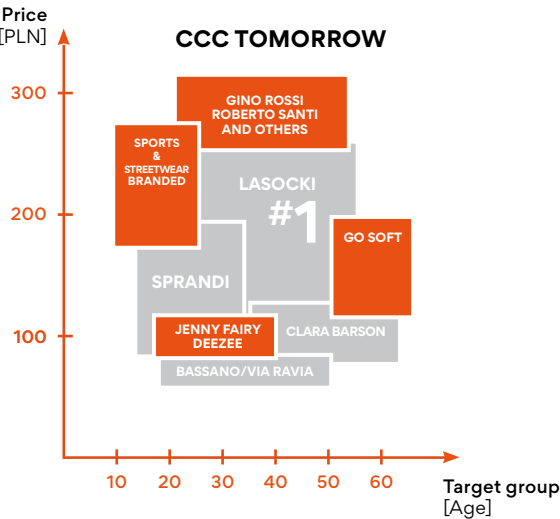 Price
[PLN]
CCC TOMORROW
300
GINO ROSSI
ROBERTO SANTI
AND OTHERS
SPORTS
&
STREETWEAR
BRANDED
LASOCKI
#1
200
GO SOFT
SPRANDI
100
JENNY FAIRY
DEEZEE
CLARA BARSON
BASSANO/VIA RAVIA
10 20 30 40 50 60
Target group
[Age]